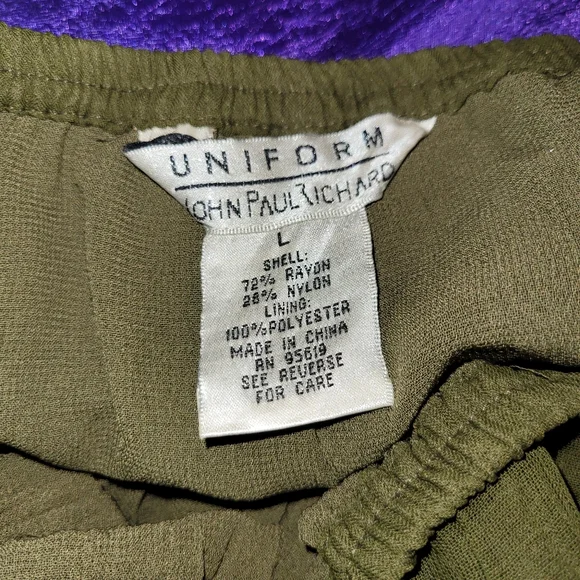 UNIFORM
JOHN PAUL RICHARD
L
SHELL:
72% RAYON
28% NYLON
LINING:
100% POLYESTER
MADE IN CHINA
RN 95619
SEE REVERSE
FOR CARE